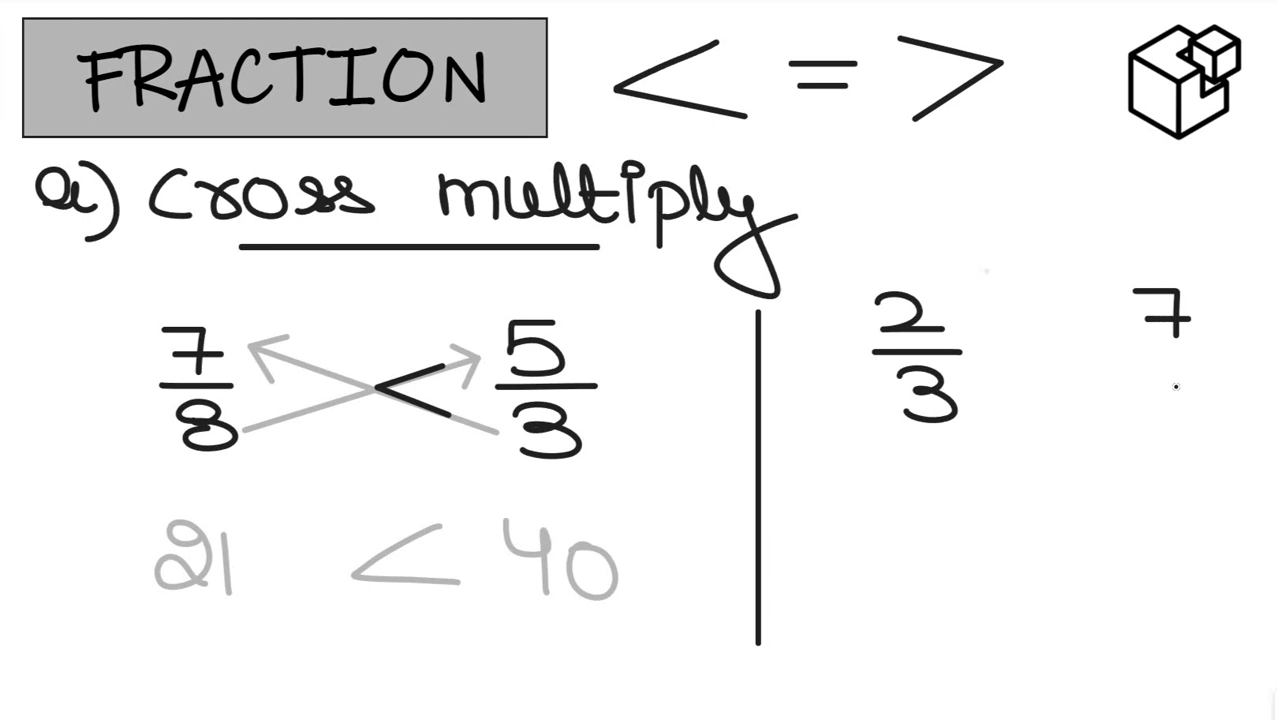 FRACTION < = >
a) Cross multiply
7/8 < 5/3
21 < 40
2/3 7